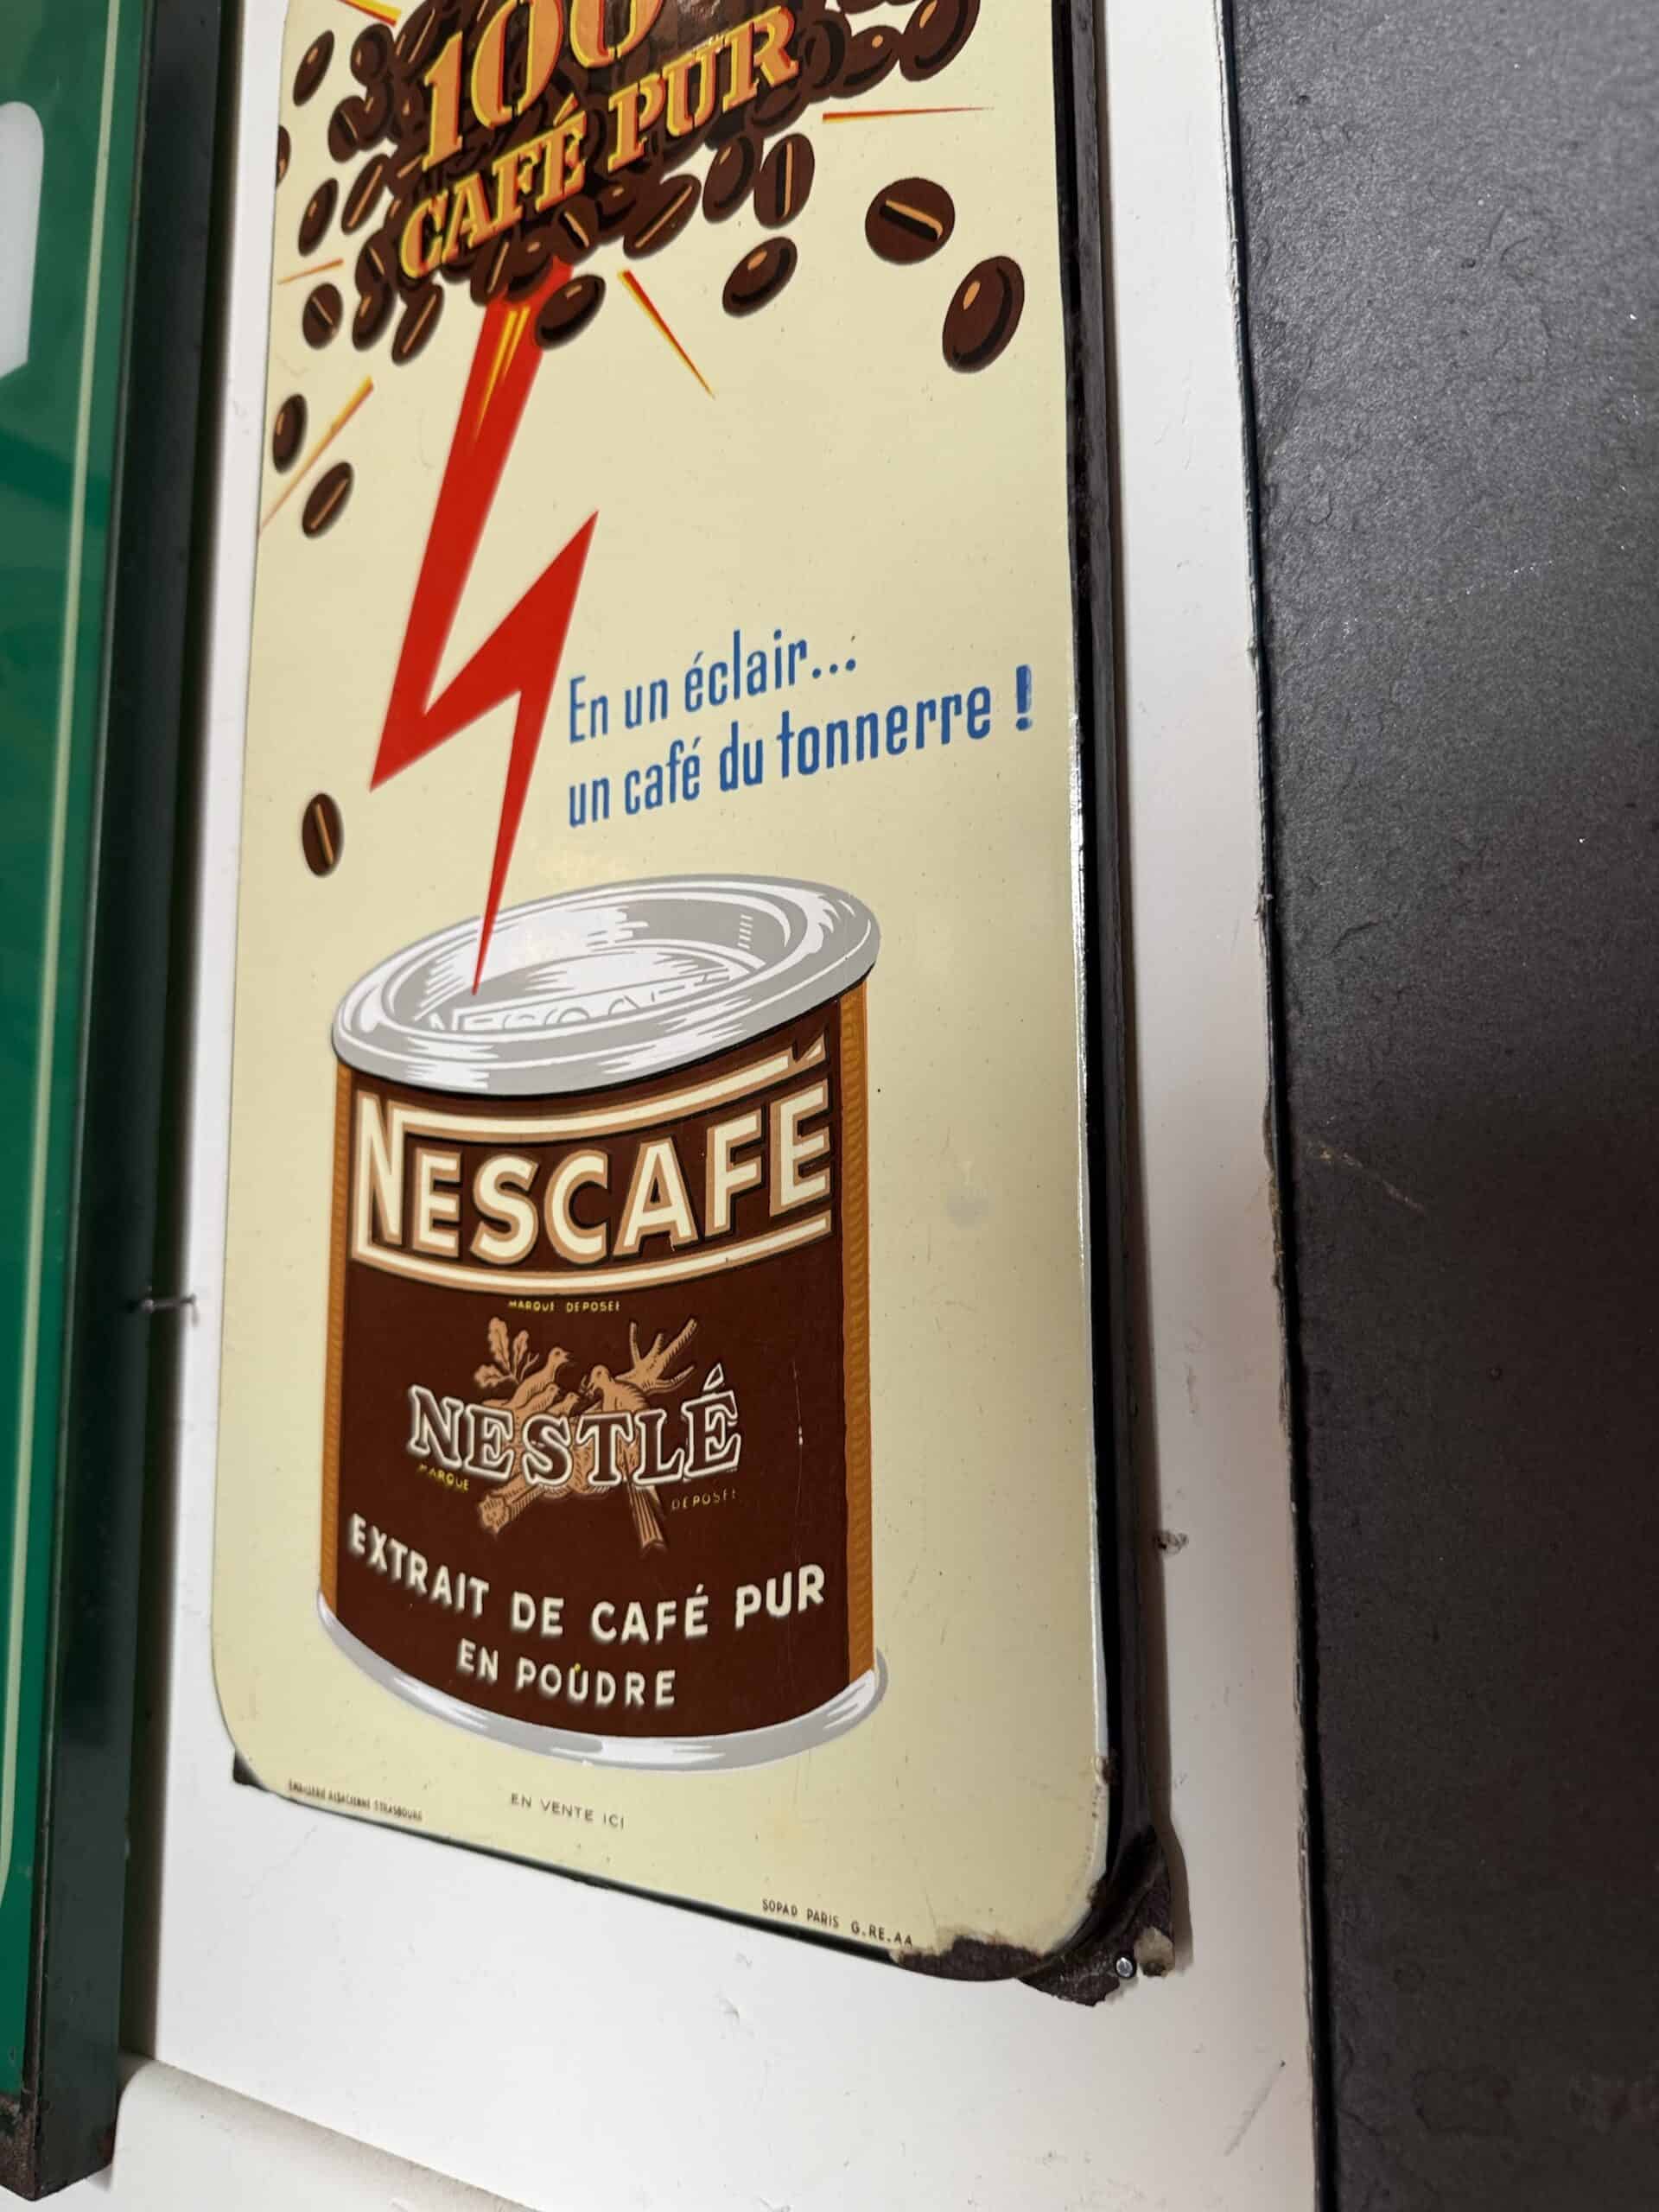 100
CAFÉ PUR
En un éclair...
un café du tonnerre !
NESCAFÉ
MARQUE DEPOSEE
NESTLÉ
MARQUE
DEPOSEE
EXTRAIT DE CAFÉ PUR
EN POUDRE
EMAILLERIE ALSACIENNE STRASBOURG
EN VENTE ICI
SOPAD PARIS G.RE.AA